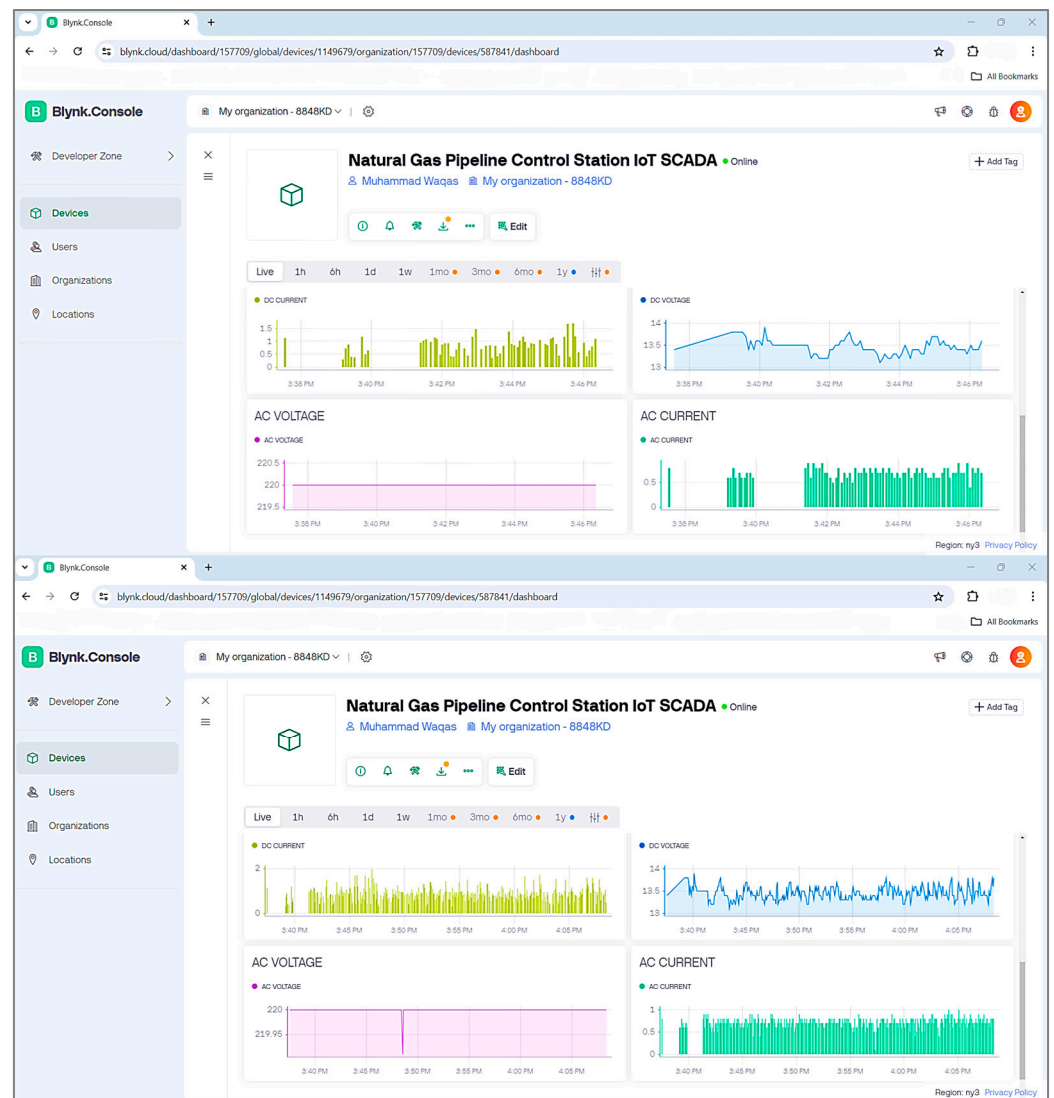 Blynk.Console
blynk.cloud/dashboard/157709/global/devices/1149679/organization/157709/devices/587841/dashboard
All Bookmarks
B Blynk.Console
My organization - 8848KD
Developer Zone
Devices
Users
Organizations
Locations
Natural Gas Pipeline Control Station IoT SCADA Online
+ Add Tag
Muhammad Waqas My organization - 8848KD
Edit
Live 1h 6h 1d 1w 1mo 3mo 6mo 1y
DC CURRENT
1.5
1
0.5
0
3:38 PM 3:40 PM 3:42 PM 3:44 PM 3:46 PM
DC VOLTAGE
14
13.5
13
3:38 PM 3:40 PM 3:42 PM 3:44 PM 3:46 PM
AC VOLTAGE
AC VOLTAGE
220.5
220
219.5
3:38 PM 3:40 PM 3:42 PM 3:44 PM 3:46 PM
AC CURRENT
AC CURRENT
0.5
0
3:38 PM 3:40 PM 3:42 PM 3:44 PM 3:46 PM
Region: ny3 Privacy Policy
Blynk.Console
blynk.cloud/dashboard/157709/global/devices/1149679/organization/157709/devices/587841/dashboard
All Bookmarks
B Blynk.Console
My organization - 8848KD
Developer Zone
Devices
Users
Organizations
Locations
Natural Gas Pipeline Control Station IoT SCADA Online
+ Add Tag
Muhammad Waqas My organization - 8848KD
Edit
Live 1h 6h 1d 1w 1mo 3mo 6mo 1y
DC CURRENT
2
0
3:40 PM 3:45 PM 3:50 PM 3:55 PM 4:00 PM 4:05 PM
DC VOLTAGE
14
13.5
13
3:40 PM 3:45 PM 3:50 PM 3:55 PM 4:00 PM 4:05 PM
AC VOLTAGE
AC VOLTAGE
220
219.95
3:40 PM 3:45 PM 3:50 PM 3:55 PM 4:00 PM 4:05 PM
AC CURRENT
AC CURRENT
1
0.5
0
3:40 PM 3:45 PM 3:50 PM 3:55 PM 4:00 PM 4:05 PM
Region: ny3 Privacy Policy